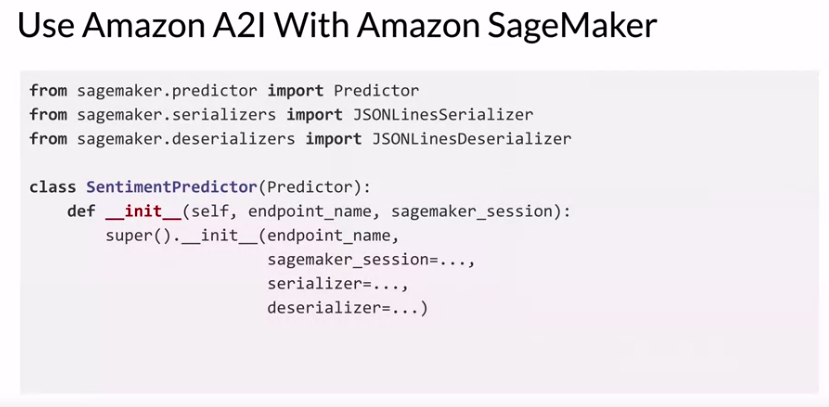 Use Amazon A2I With Amazon SageMaker
from sagemaker.predictor import Predictor
from sagemaker.serializers import JSONLinesSerializer
from sagemaker.deserializers import JSONLinesDeserializer
class SentimentPredictor(Predictor):
def __init__(self, endpoint_name, sagemaker_session):
super().__init__(endpoint_name,
sagemaker_session=...,
serializer=...,
deserializer=...)